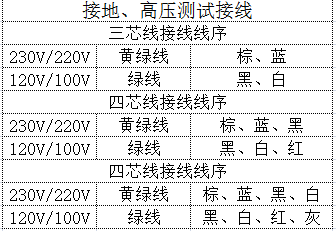 接地、高压测试接线
三芯线接线线序
230V/220V 黄绿线 棕、蓝
120V/100V 绿线 黑、白
四芯线接线线序
230V/220V 黄绿线 棕、蓝、黑
120V/100V 绿线 黑、白、红
四芯线接线线序
230V/220V 黄绿线 棕、蓝、黑、白
120V/100V 绿线 黑、白、红、灰